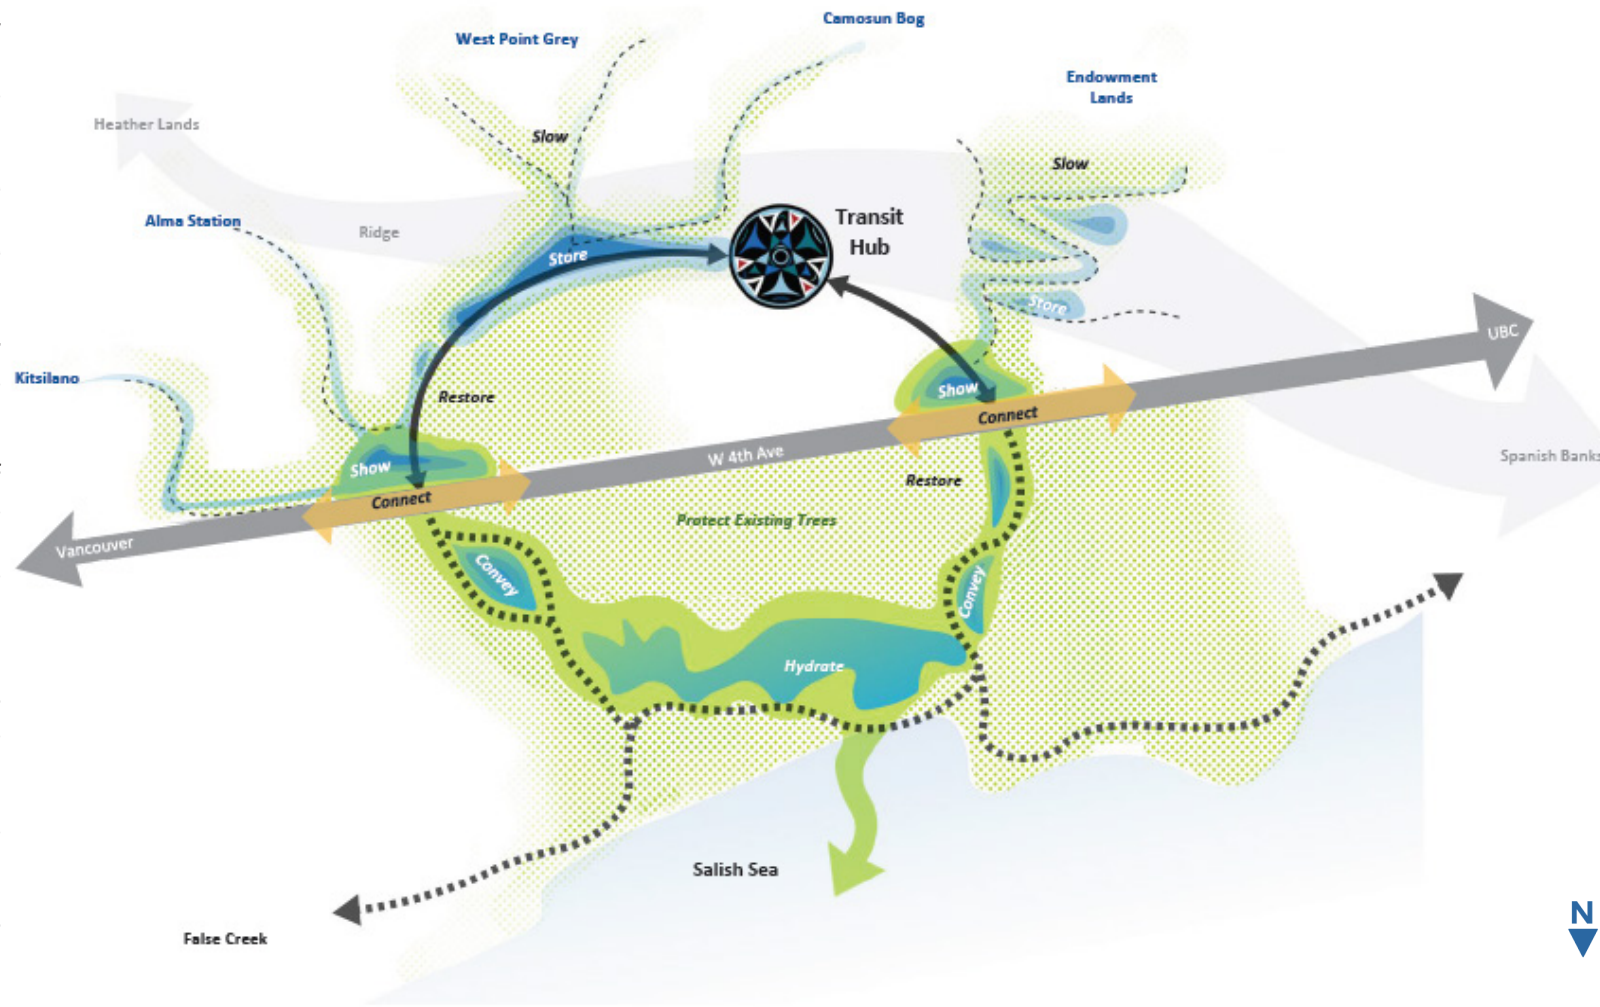 Camosun Bog
West Point Grey
Endowment
Lands
Heather Lands
Slow
Slow
Alma Station
Transit
Hub
Ridge
Store
Store
UBC
Kitsilano
Show
Restore
Connect
W 4th Ave
Spanish Banks
Show
Restore
Connect
Protect Existing Trees
Vancouver
Convey
Convey
Hydrate
Salish Sea
False Creek
N